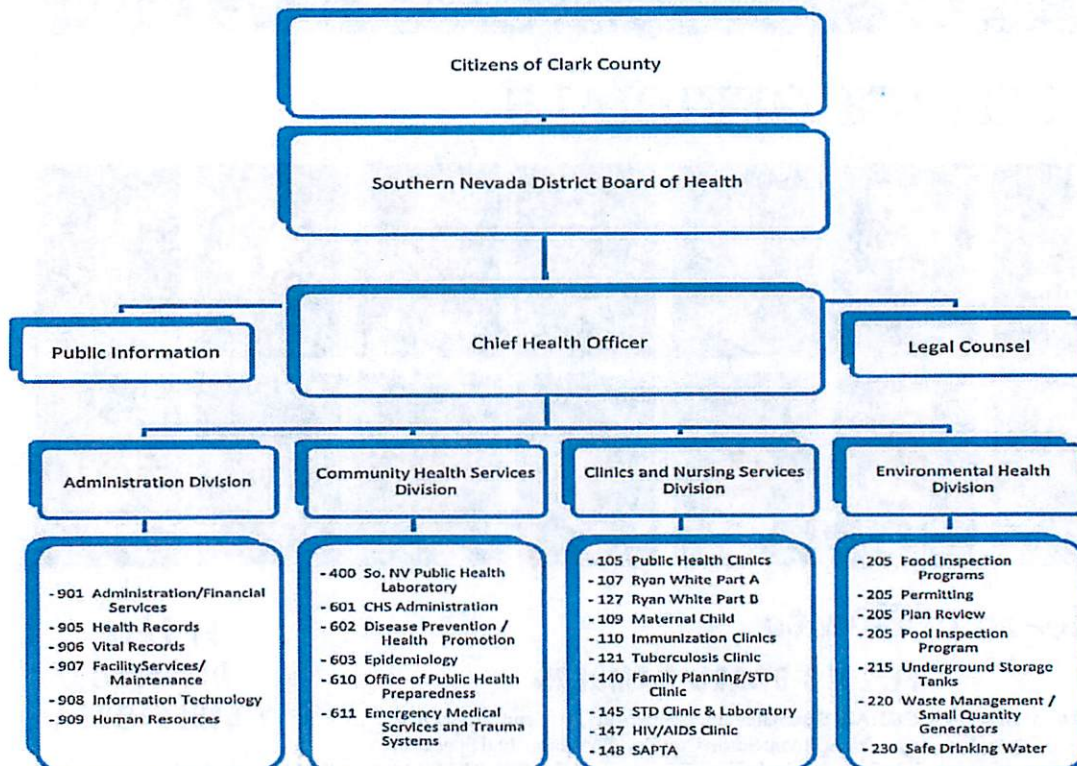 Citizens of Clark County
Southern Nevada District Board of Health
Chief Health Officer
Public Information
Legal Counsel
Administration Division
Community Health Services
Division
Clinics and Nursing Services
Division
Environmental Health
Division
- 901 Administration/Financial
Services
- 905 Health Records
- 906 Vital Records
- 907 FacilityServices/
Maintenance
- 908 Information Technology
- 909 Human Resources
- 400 So. NV Public Health
Laboratory
- 601 CHS Administration
- 602 Disease Prevention /
Health Promotion
- 603 Epidemiology
- 610 Office of Public Health
Preparedness
- 611 Emergency Medical
Services and Trauma
Systems
- 105 Public Health Clinics
- 107 Ryan White Part A
- 127 Ryan White Part B
- 109 Maternal Child
- 110 Immunization Clinics
- 121 Tuberculosis Clinic
- 140 Family Planning/STD
Clinic
- 145 STD Clinic & Laboratory
- 147 HIV/AIDS Clinic
- 148 SAPTA
- 205 Food Inspection
Programs
- 205 Permitting
- 205 Plan Review
- 205 Pool Inspection
Program
- 215 Underground Storage
Tanks
- 220 Waste Management /
Small Quantity
Generators
- 230 Safe Drinking Water